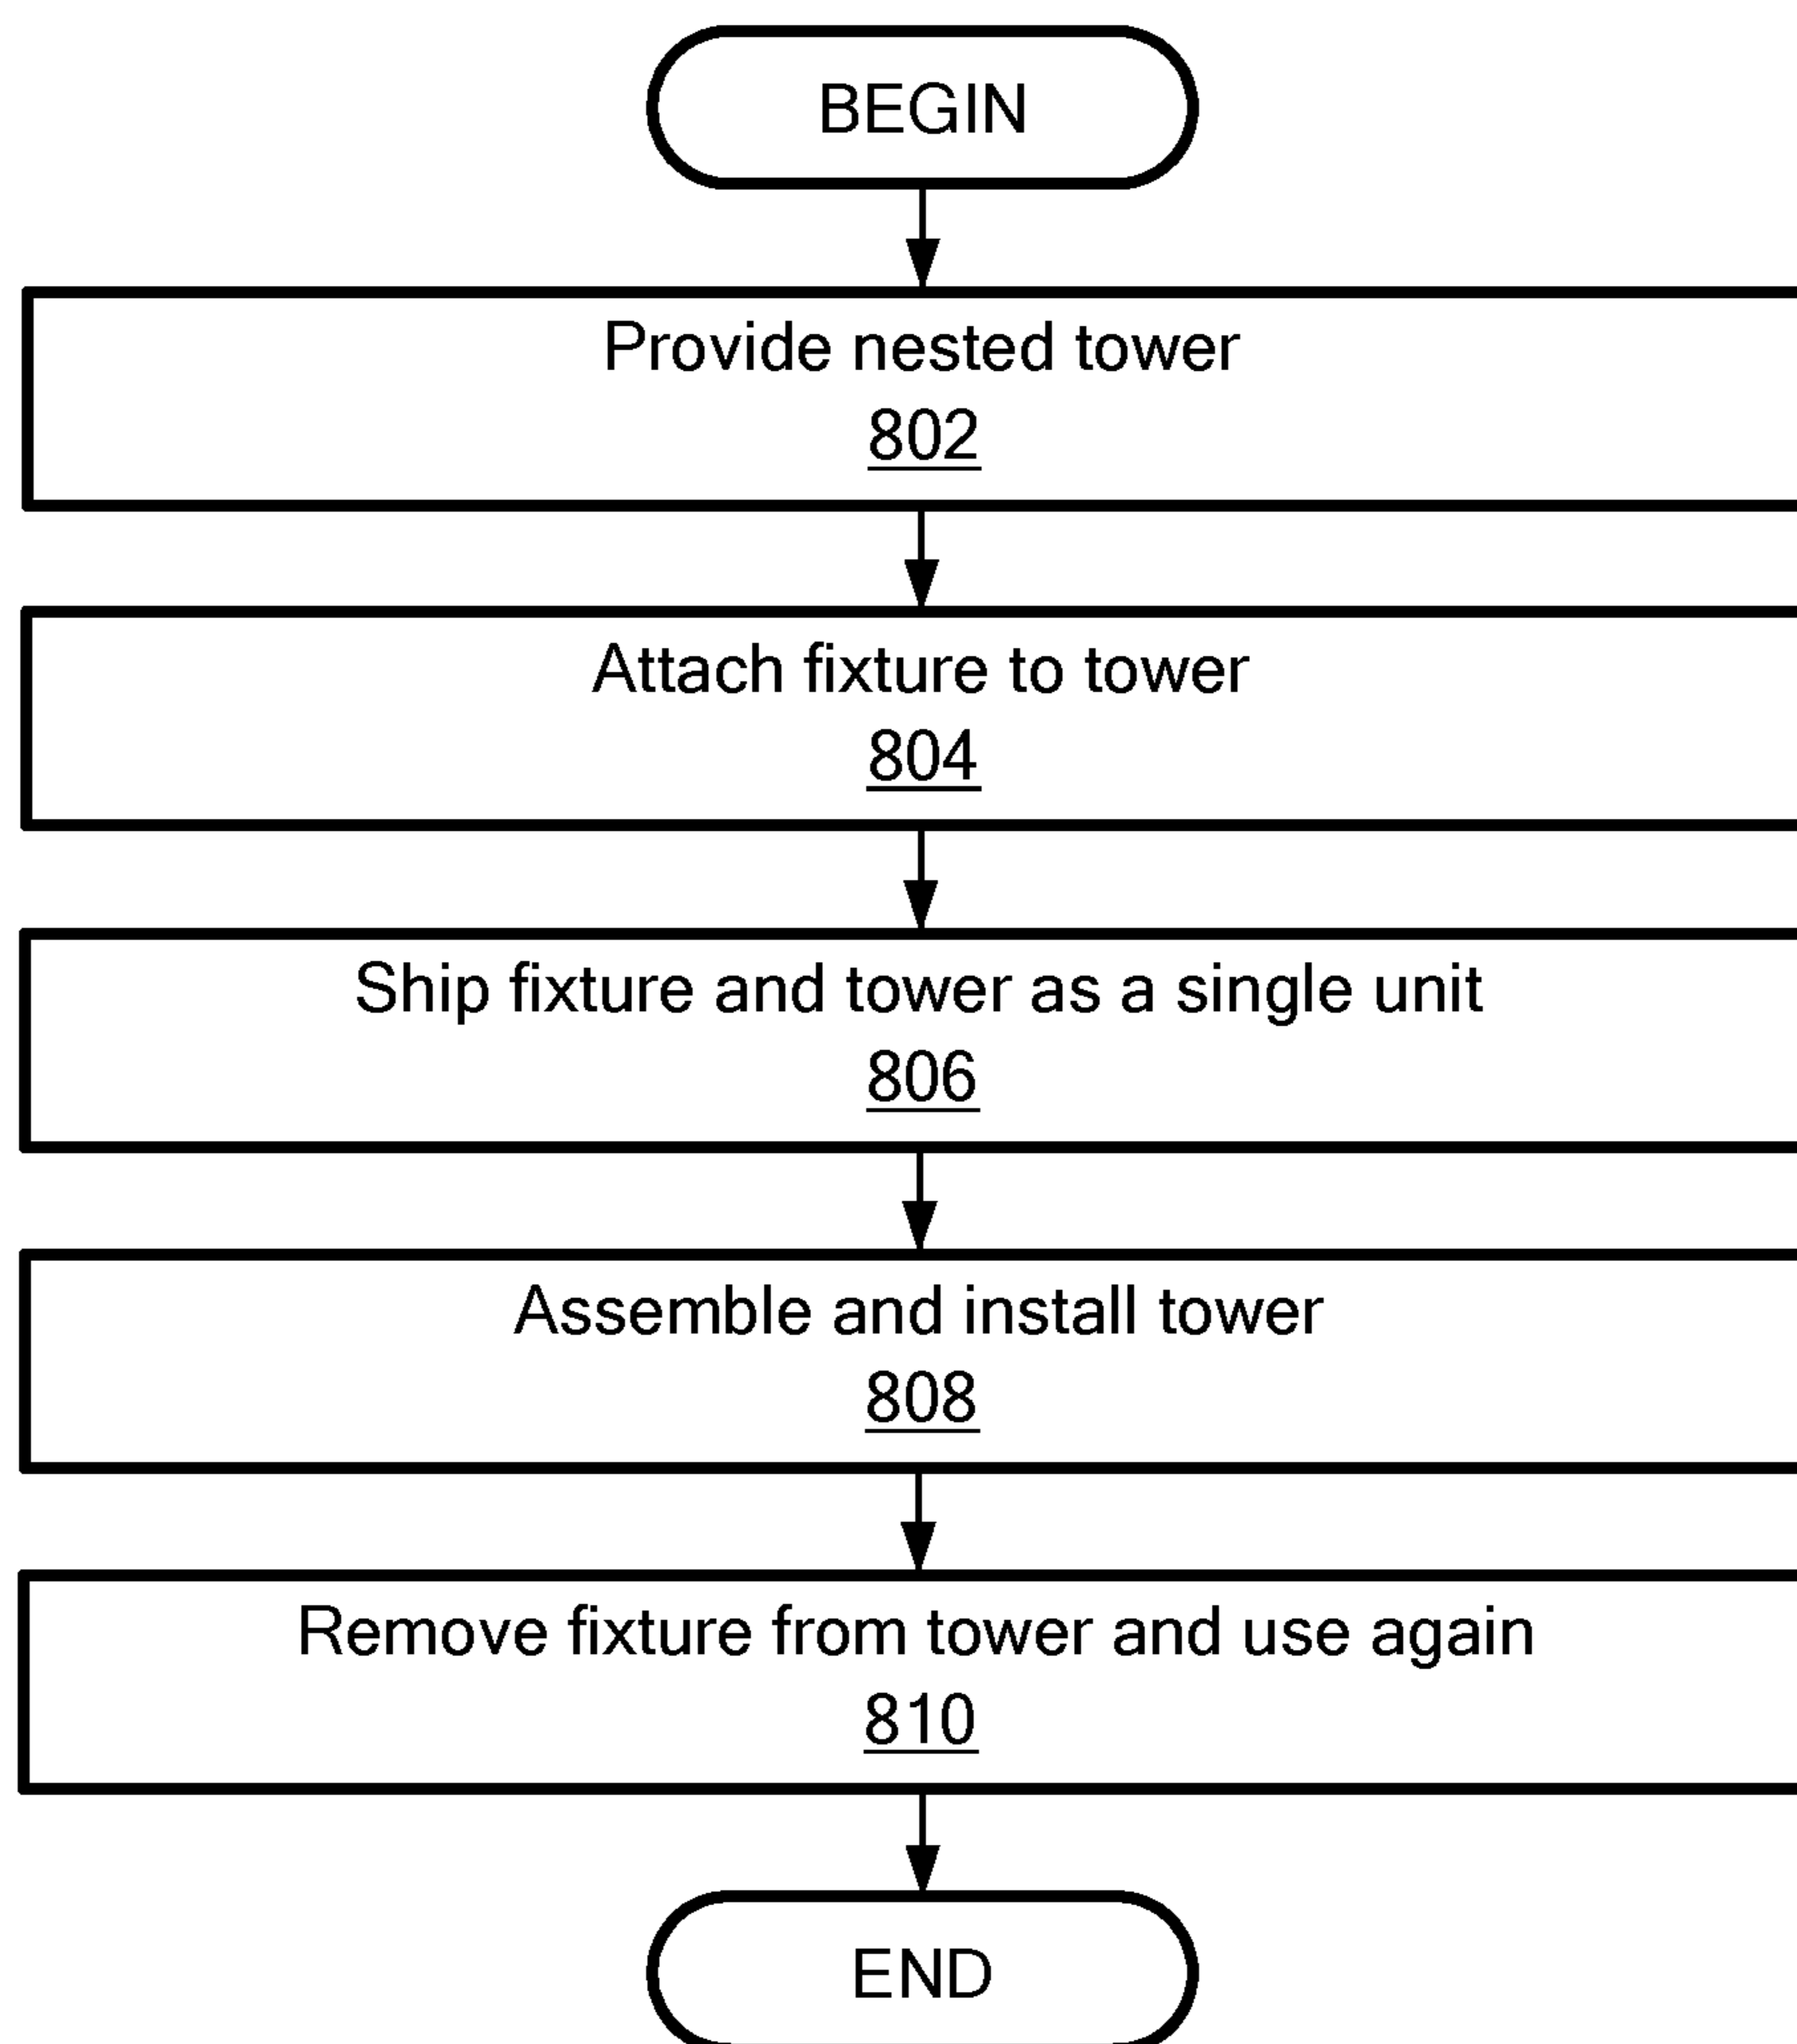 BEGIN
Provide nested tower
802
Attach fixture to tower
804
Ship fixture and tower as a single unit
806
Assemble and install tower
808
Remove fixture from tower and use again
810
END